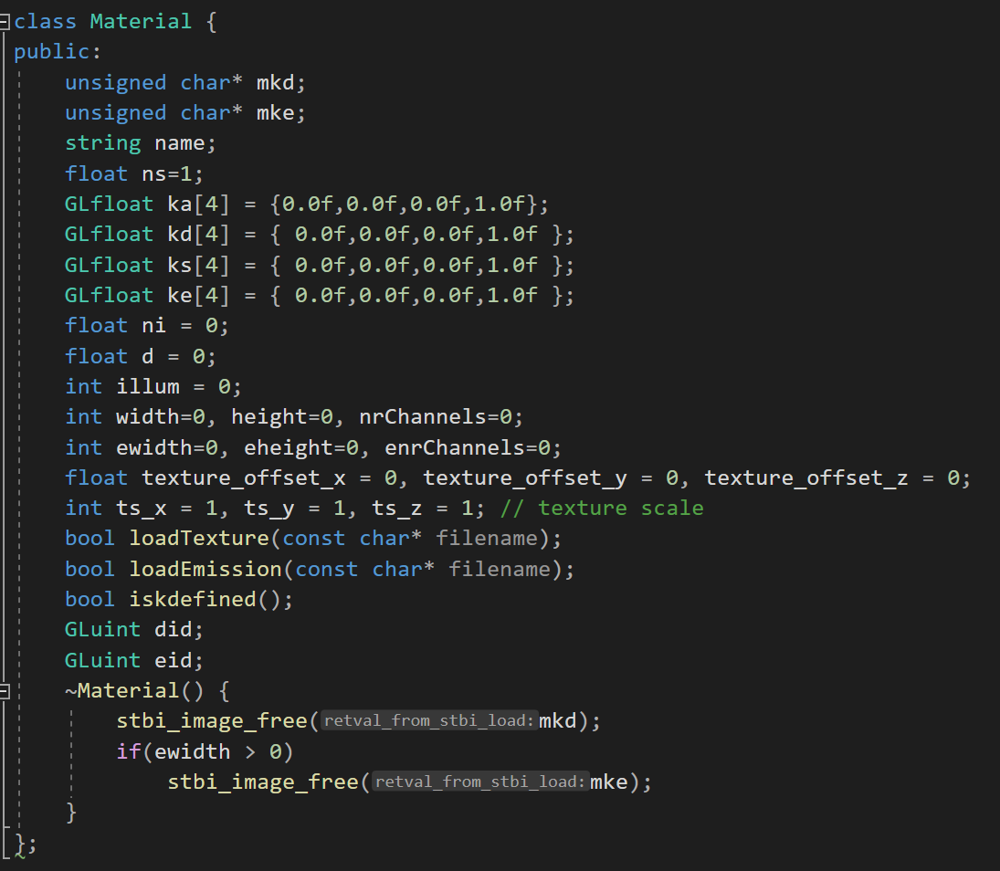 class Material {
public:
    unsigned char* mkd;
    unsigned char* mke;
    string name;
    float ns=1;
    GLfloat ka[4] = {0.0f,0.0f,0.0f,1.0f};
    GLfloat kd[4] = { 0.0f,0.0f,0.0f,1.0f };
    GLfloat ks[4] = { 0.0f,0.0f,0.0f,1.0f };
    GLfloat ke[4] = { 0.0f,0.0f,0.0f,1.0f };
    float ni = 0;
    float d = 0;
    int illum = 0;
    int width=0, height=0, nrChannels=0;
    int ewidth=0, eheight=0, enrChannels=0;
    float texture_offset_x = 0, texture_offset_y = 0, texture_offset_z = 0;
    int ts_x = 1, ts_y = 1, ts_z = 1; // texture scale
    bool loadTexture(const char* filename);
    bool loadEmission(const char* filename);
    bool iskdefined();
    GLuint did;
    GLuint eid;
    ~Material() {
        stbi_image_free(retval_from_stbi_load:mkd);
        if(ewidth > 0)
            stbi_image_free(retval_from_stbi_load:mke);
    }
};